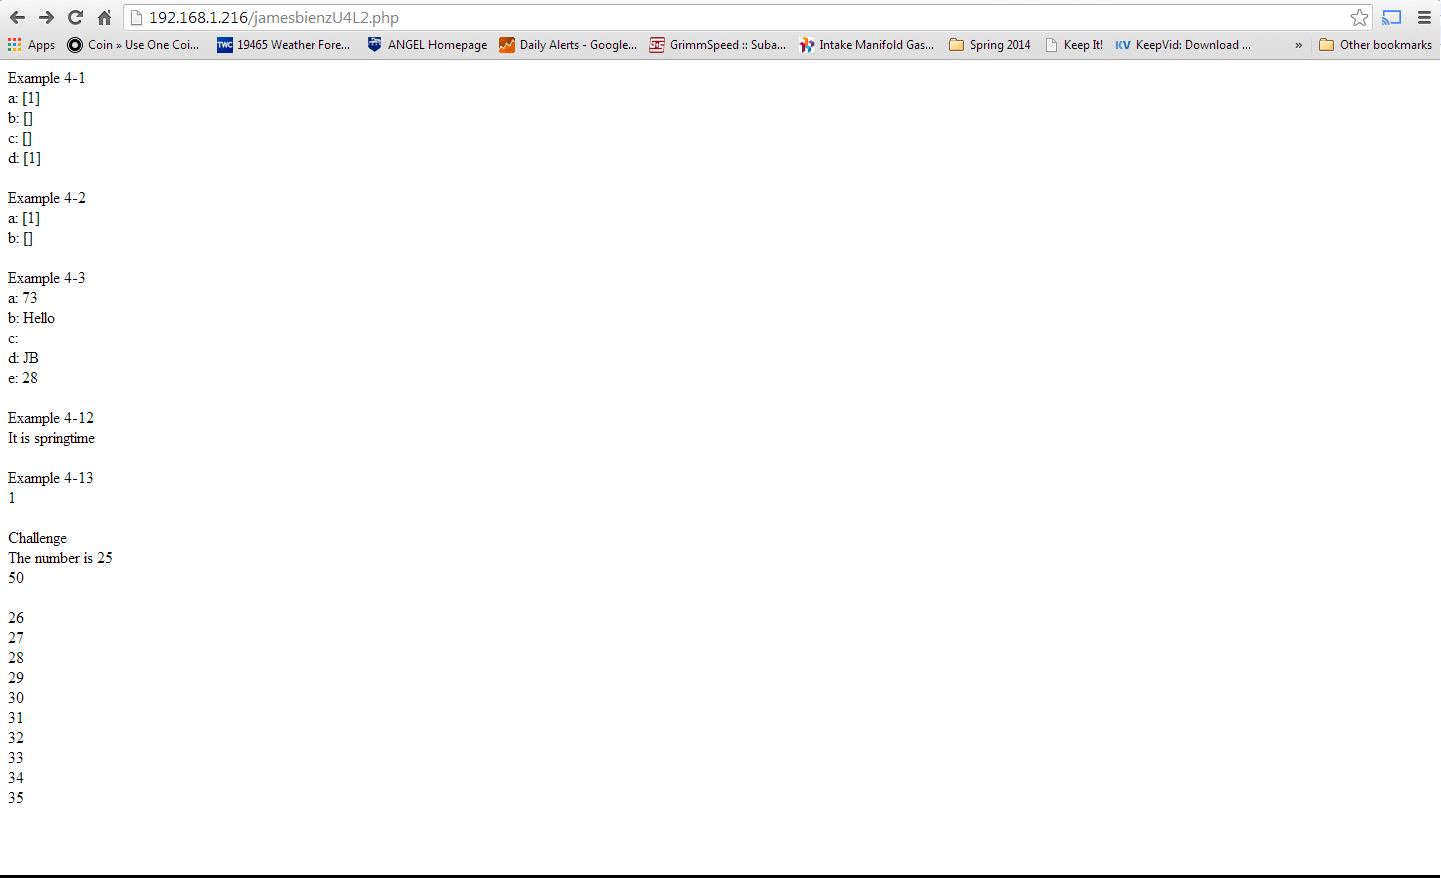 192.168.1.216/jamesbienzU4L2.php
Apps Coin » Use One Coi... TWC 19465 Weather Fore... ANGEL Homepage Daily Alerts - Google... GrimmSpeed :: Suba... Intake Manifold Gas... Spring 2014 Keep It! KV KeepVid: Download ... » Other bookmarks
Example 4-1
a: [1]
b: []
c: []
d: [1]
Example 4-2
a: [1]
b: []
Example 4-3
a: 73
b: Hello
c:
d: JB
e: 28
Example 4-12
It is springtime
Example 4-13
1
Challenge
The number is 25
50
26
27
28
29
30
31
32
33
34
35